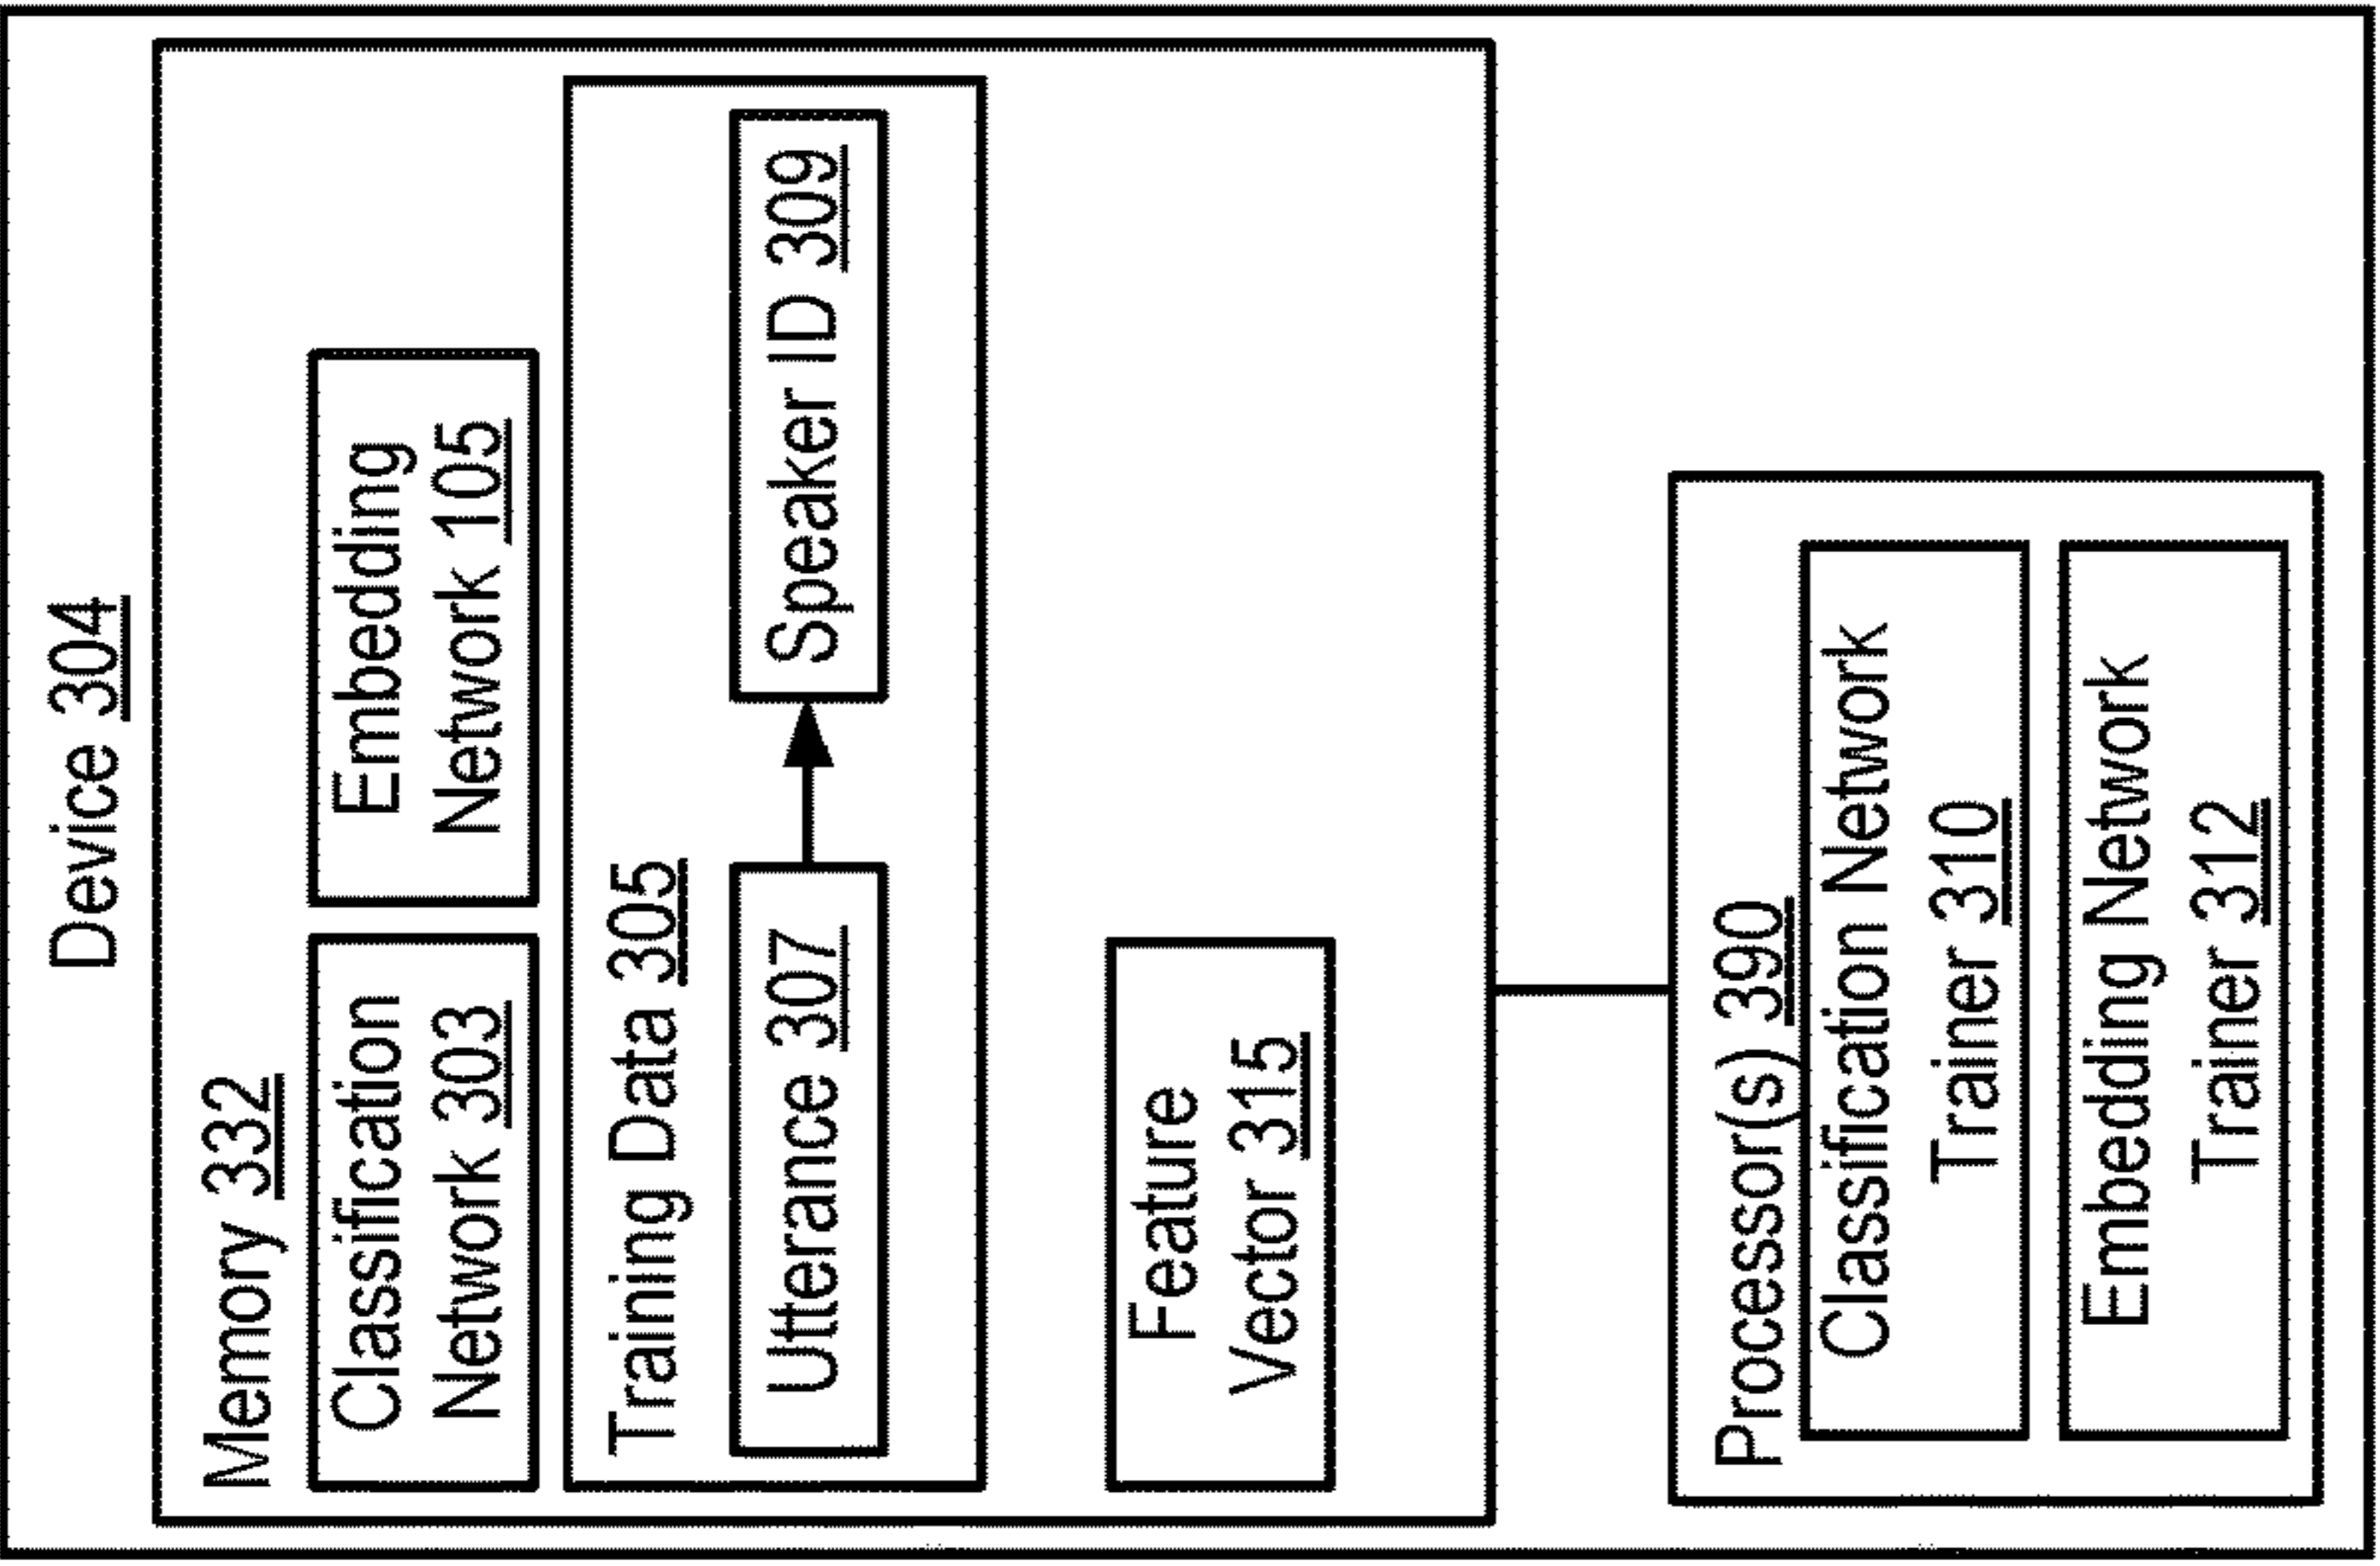 Device 304
Memory 332
Classification
Network 303
Embedding
Network 105
Training Data 305
Utterance 307
Speaker ID 309
Feature
Vector 315
Processor(s) 390
Classification Network
Trainer 310
Embedding Network
Trainer 312